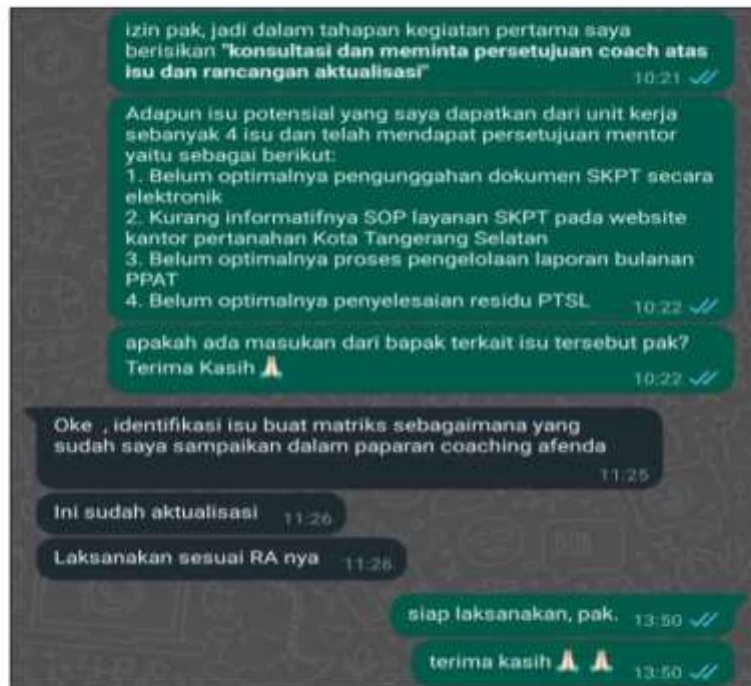 izin pak, jadi dalam tahapan kegiatan pertama saya
berisikan "konsultasi dan meminta persetujuan coach atas
isu dan rancangan aktualisasi"
10:21
Adapun isu potensial yang saya dapatkan dari unit kerja
sebanyak 4 isu dan telah mendapat persetujuan mentor
yaitu sebagai berikut:
1. Belum optimalnya pengunggahan dokumen SKPT secara
elektronik
2. Kurang informatifnya SOP layanan SKPT pada website
kantor pertanahan Kota Tangerang Selatan
3. Belum optimalnya proses pengelolaan laporan bulanan
PPAT
4. Belum optimalnya penyelesaian residu PTSL
10:22
apakah ada masukan dari bapak terkait isu tersebut pak?
Terima Kasih 🙏🏻
10:22
Oke , identifikasi isu buat matriks sebagaimana yang
sudah saya sampaikan dalam paparan coaching afenda
11:25
Ini sudah aktualisasi 11:26
Laksanakan sesuai RA nya 11:26
siap laksanakan, pak. 13:50
terima kasih 🙏🏻 🙏🏻 13:50